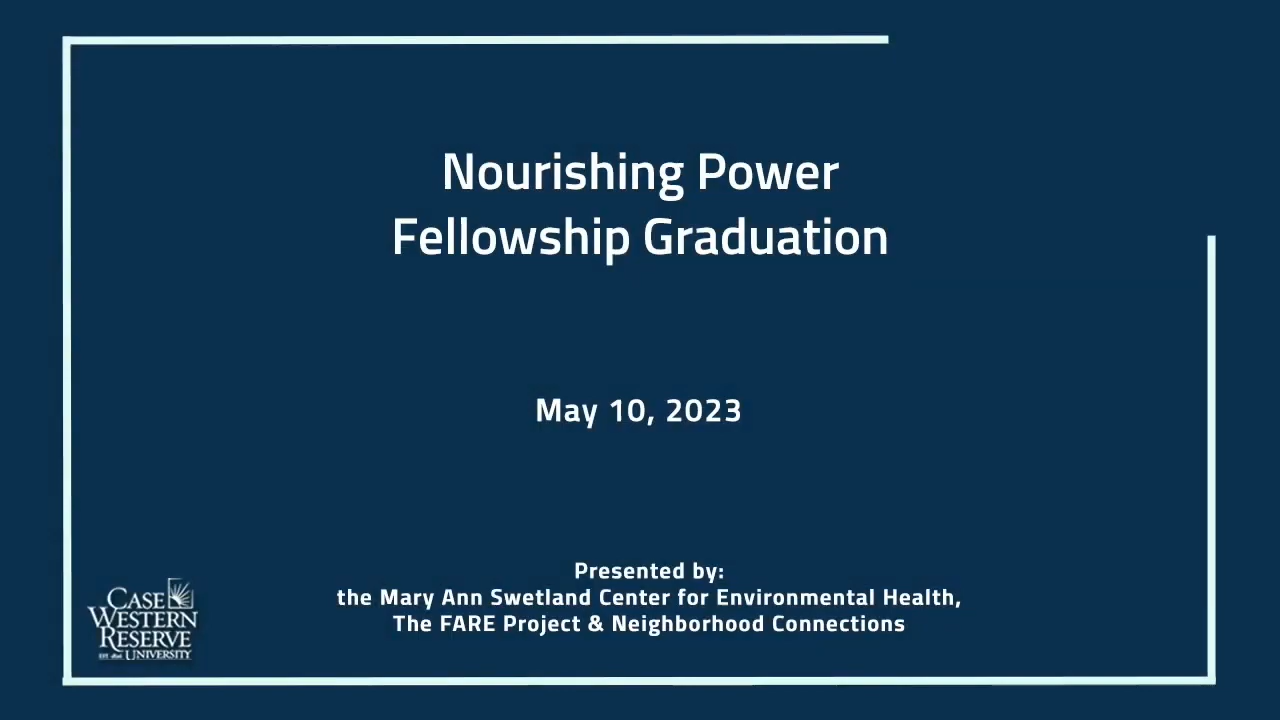 Nourishing Power
Fellowship Graduation
May 10, 2023
Presented by:
the Mary Ann Swetland Center for Environmental Health,
The FARE Project & Neighborhood Connections
CASE
WESTERN
RESERVE
UNIVERSITY